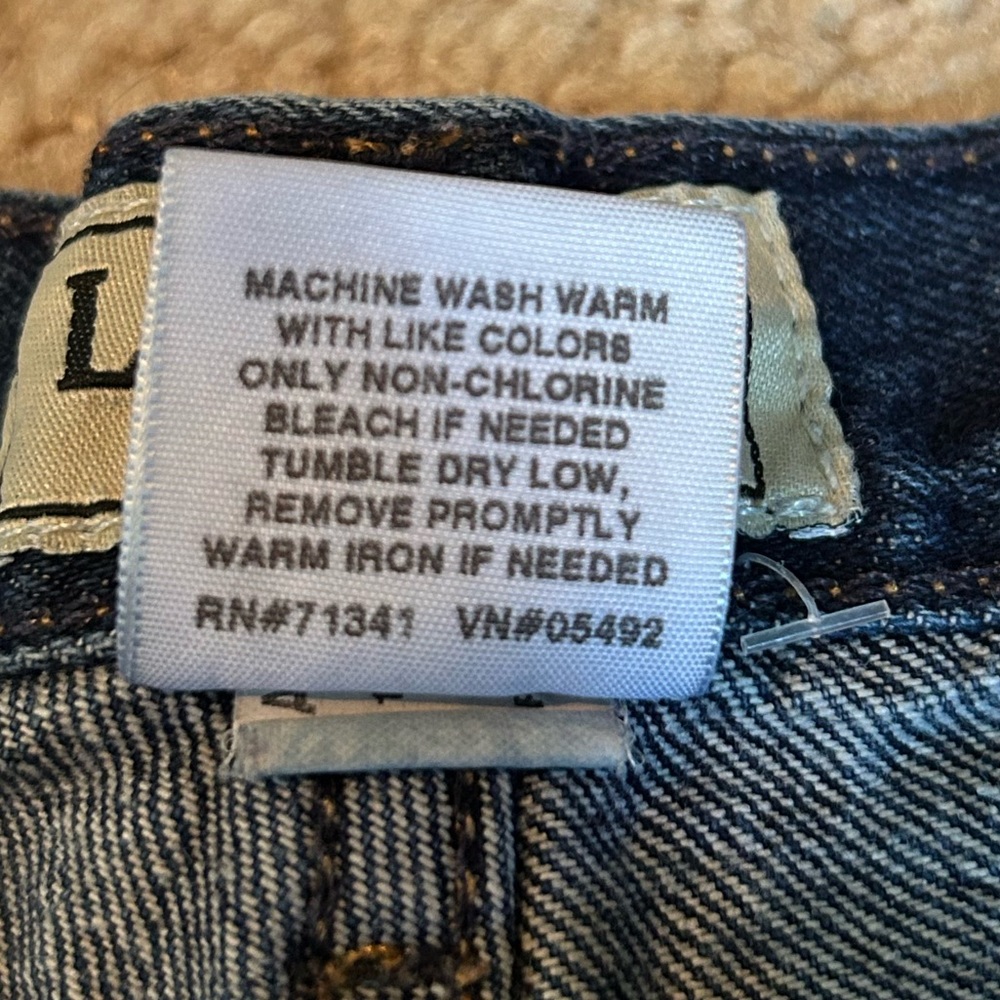 L
MACHINE WASH WARM
WITH LIKE COLORS
ONLY NON-CHLORINE
BLEACH IF NEEDED
TUMBLE DRY LOW,
REMOVE PROMPTLY
WARM IRON IF NEEDED
RN#71341 VN#05492